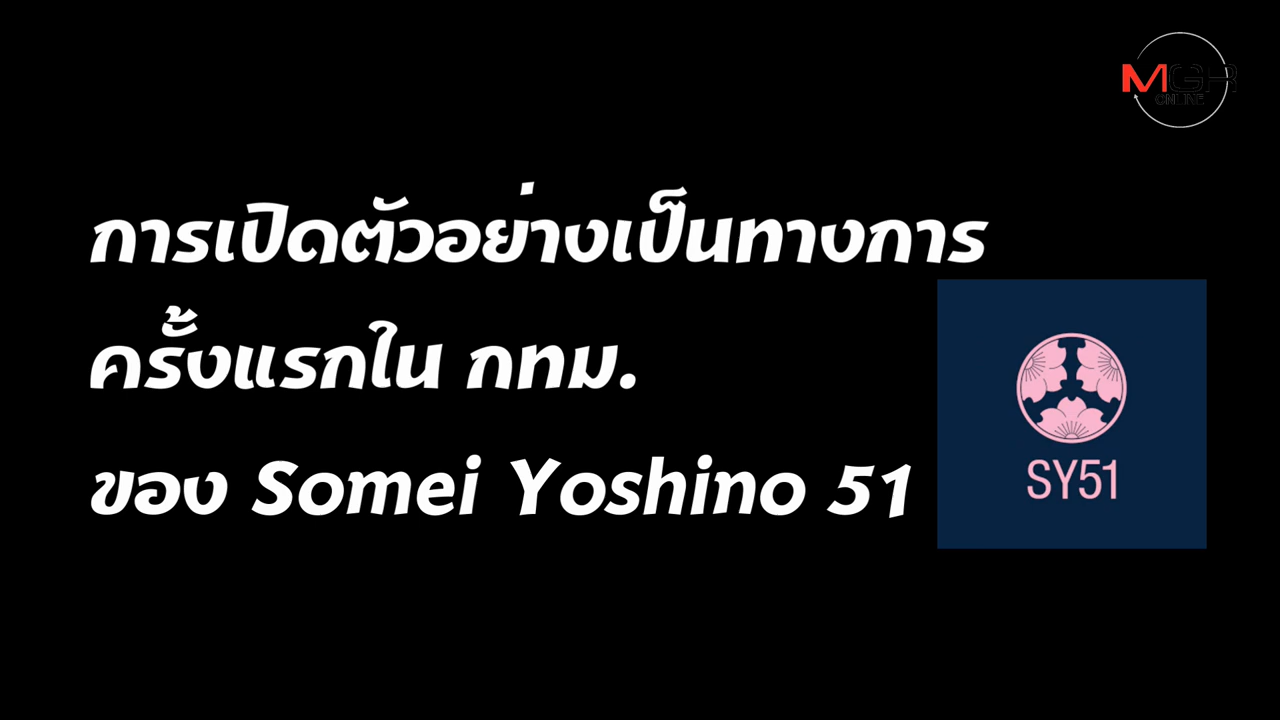 MGR
ONLINE
การเปิดตัวอย่างเป็นทางการ
ครั้งแรกใน กทม.
ของ Somei Yoshino 51
SY51